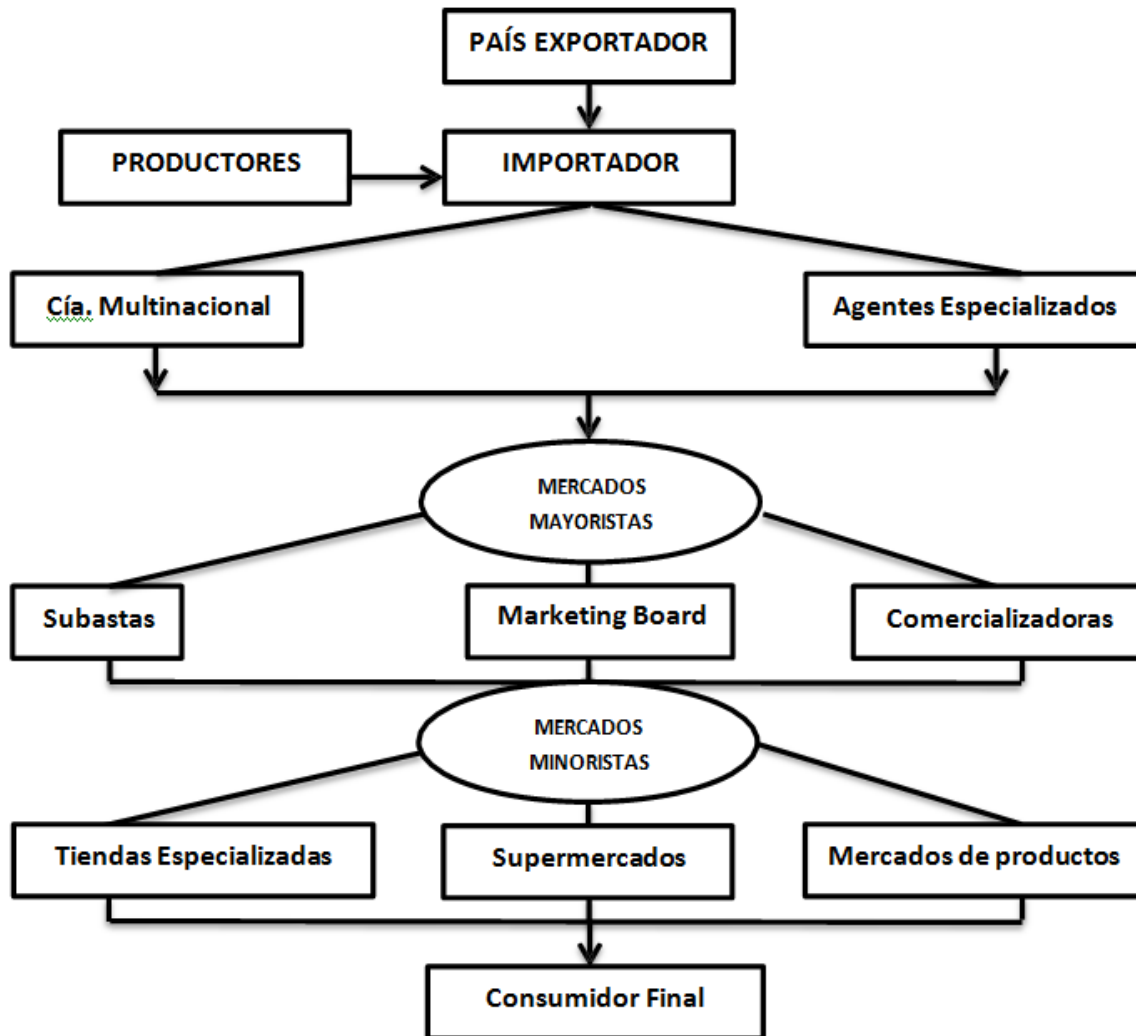 PAÍS EXPORTADOR
PRODUCTORES
IMPORTADOR
Cía. Multinacional
Agentes Especializados
MERCADOS
MAYORISTAS
Subastas
Marketing Board
Comercializadoras
MERCADOS
MINORISTAS
Tiendas Especializadas
Supermercados
Mercados de productos
Consumidor Final